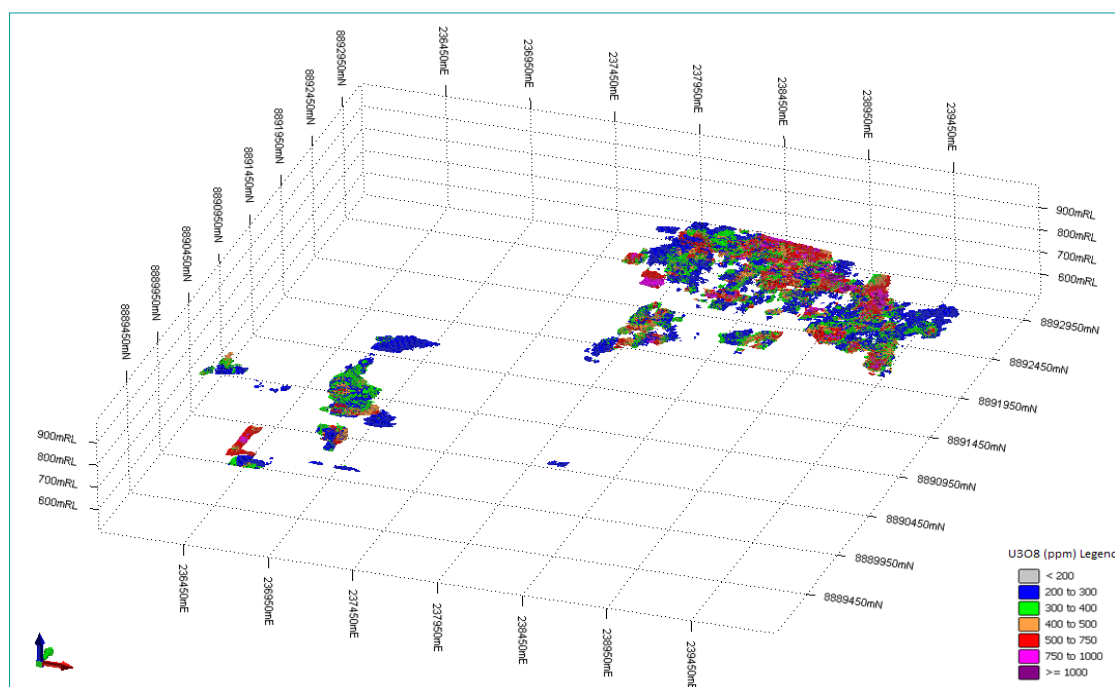 236450mE
236950mE
237450mE
237950mE
238450mE
238950mE
239450mE
8892950mN
8892450mN
8891950mN
8891450mN
8890950mN
8890450mN
8889950mN
8889450mN
900mRL
800mRL
700mRL
600mRL
900mRL
800mRL
700mRL
600mRL
8892950mN
8892450mN
8891950mN
8891450mN
8890950mN
8890450mN
8889950mN
8889450mN
236450mE
236950mE
237450mE
237950mE
238450mE
238950mE
239450mE
U3O8 (ppm) Legend
< 200
200 to 300
300 to 400
400 to 500
500 to 750
750 to 1000
>= 1000